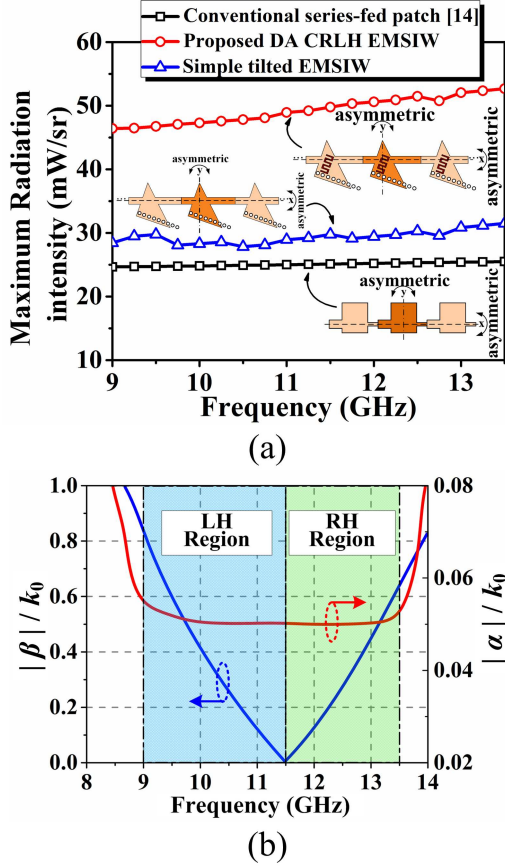 Conventional series-fed patch [14]
Proposed DA CRLH EMSIW
Simple tilted EMSIW
Maximum Radiation
intensity (mW/sr)
60
50
40
30
20
10
asymmetric
y
x
asymmetric
asymmetric
y
x
asymmetric
asymmetric
y
x
asymmetric
9 10 11 12 13
Frequency (GHz)
(a)
|β| / k0
1.0
0.8
0.6
0.4
0.2
0.0
LH
Region
RH
Region
0.08
0.06
0.04
0.02
|α| / k0
8 9 10 11 12 13 14
Frequency (GHz)
(b)